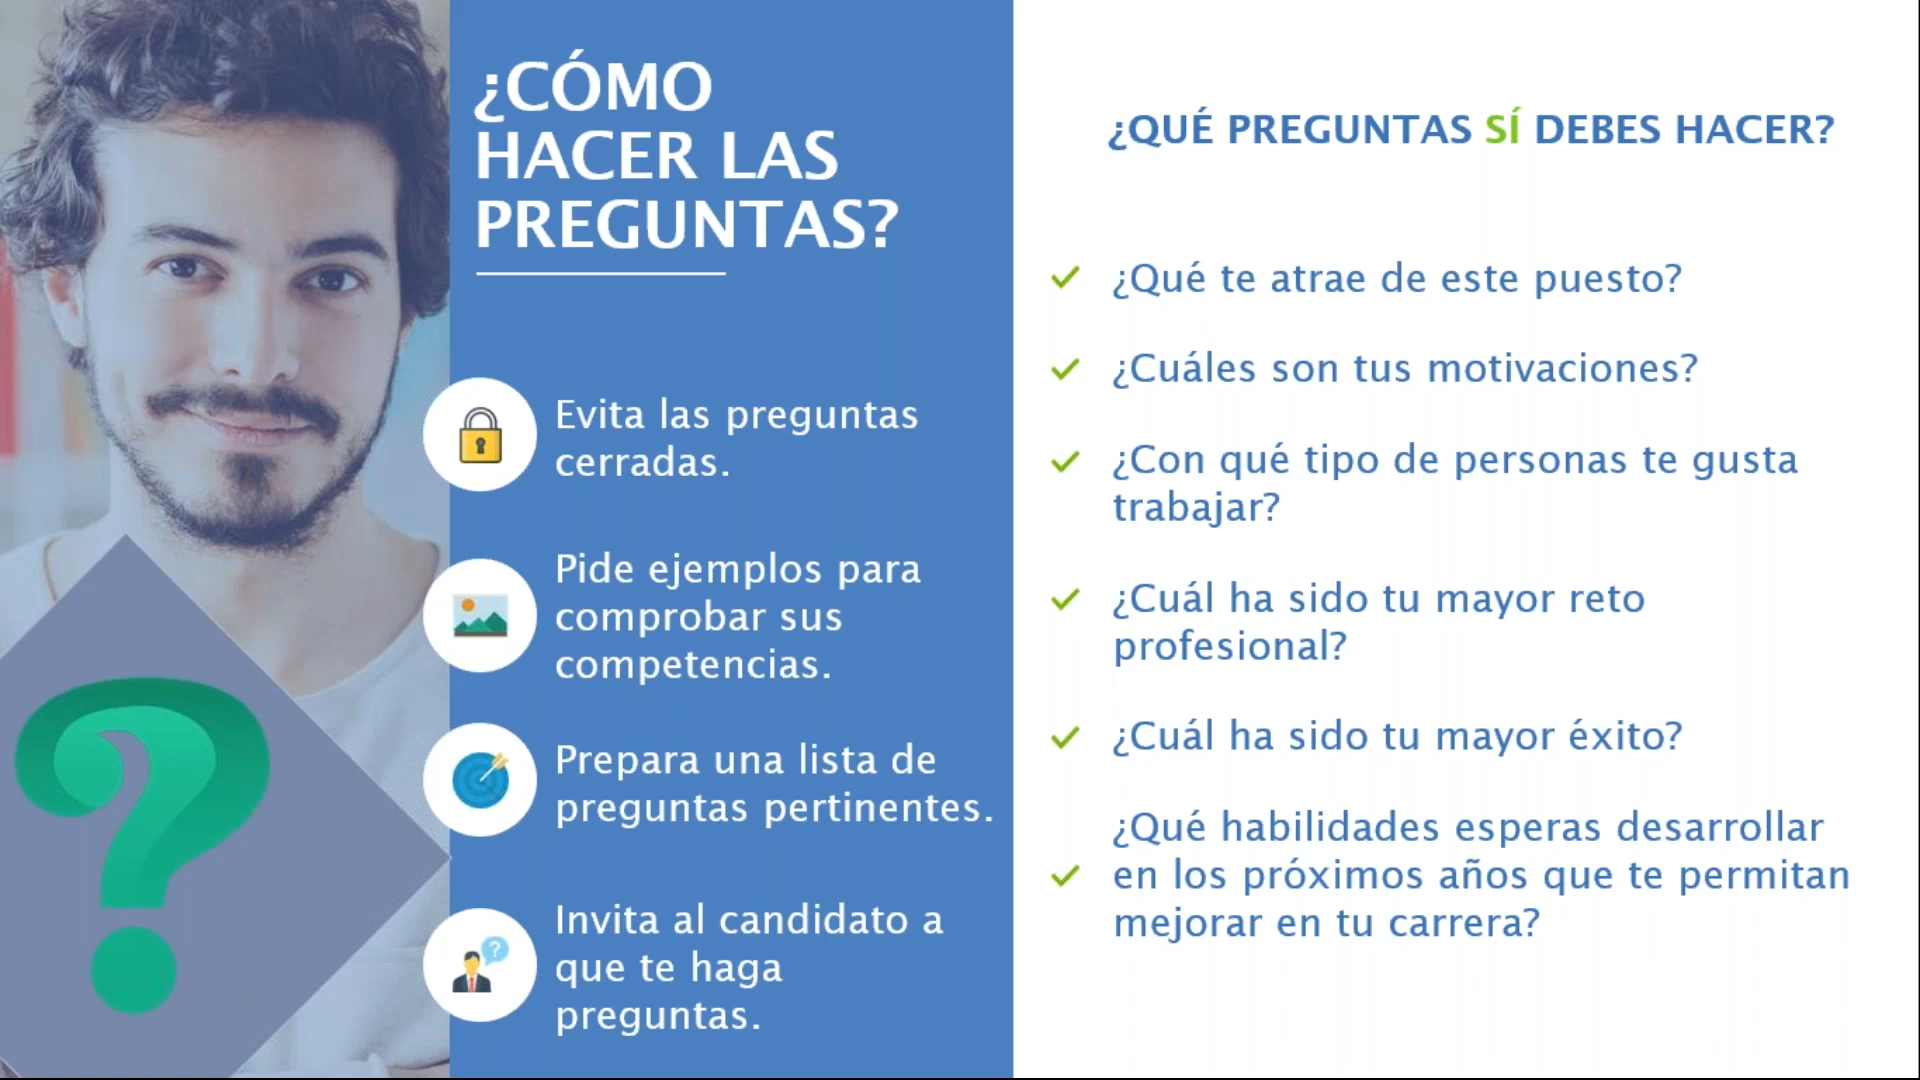 ¿CÓMO
HACER LAS
PREGUNTAS?
Evita las preguntas
cerradas.
Pide ejemplos para
comprobar sus
competencias.
Prepara una lista de
preguntas pertinentes.
Invita al candidato a
que te haga
preguntas.
¿QUÉ PREGUNTAS SÍ DEBES HACER?
¿Qué te atrae de este puesto?
¿Cuáles son tus motivaciones?
¿Con qué tipo de personas te gusta
trabajar?
¿Cuál ha sido tu mayor reto
profesional?
¿Cuál ha sido tu mayor éxito?
¿Qué habilidades esperas desarrollar
en los próximos años que te permitan
mejorar en tu carrera?